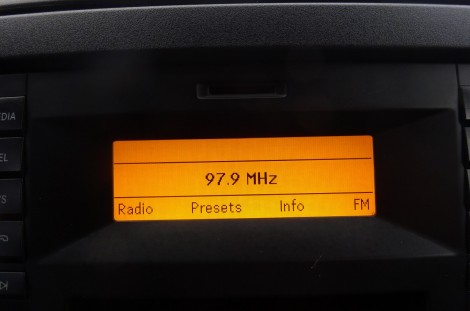 97.9 MHz
Radio Presets Info FM